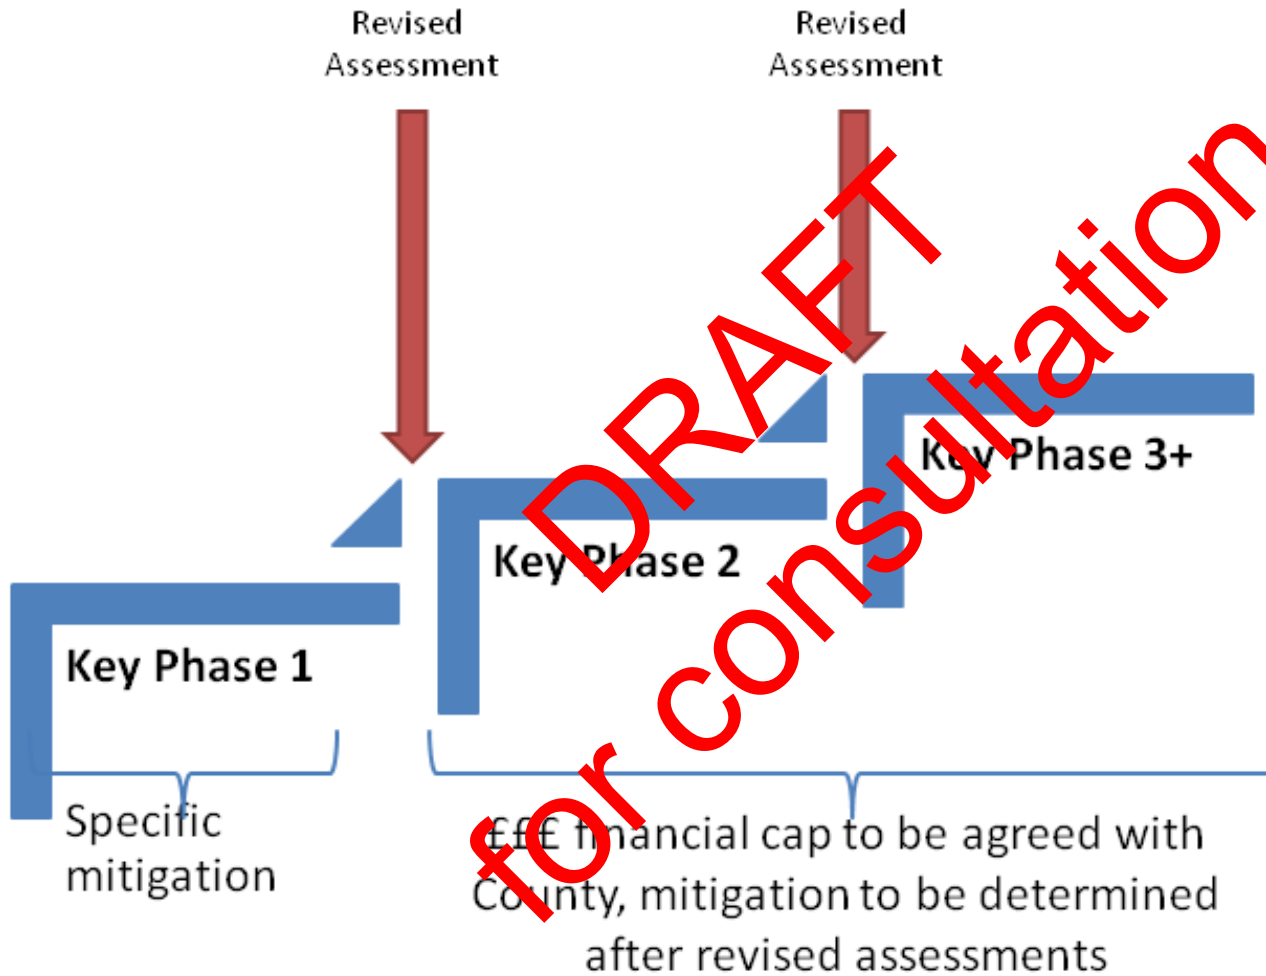 Revised
Assessment
Revised
Assessment
Key Phase 3+
Key Phase 2
Key Phase 1
Specific
mitigation
£££ financial cap to be agreed with
County, mitigation to be determined
after revised assessments
DRAFT
for consultation